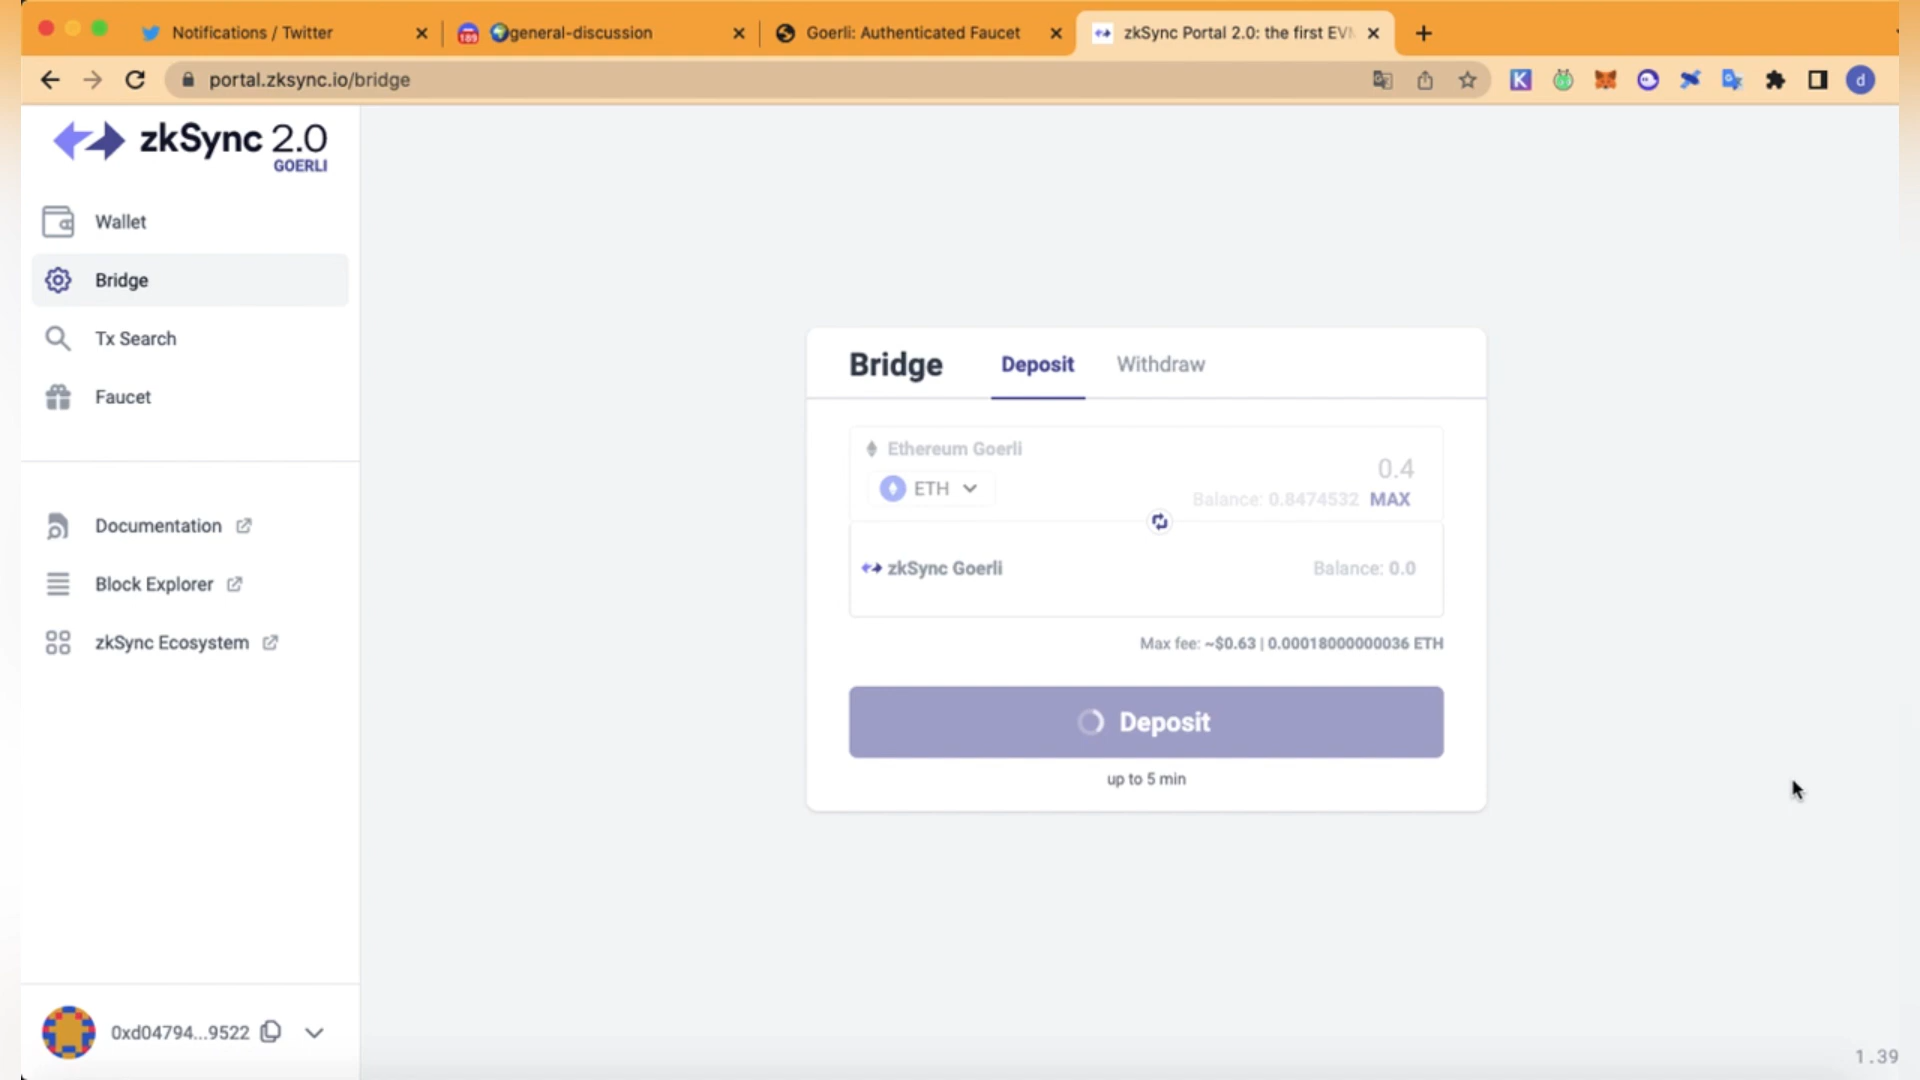 Notifications / Twitter
general-discussion
Goerli: Authenticated Faucet
zkSync Portal 2.0: the first EVM
portal.zksync.io/bridge
zkSync 2.0
GOERLI
Wallet
Bridge
Tx Search
Faucet
Documentation
Block Explorer
zkSync Ecosystem
0xd04794...9522
Bridge
Deposit
Withdraw
Ethereum Goerli
0.4
ETH
Balance: 0.8474532 MAX
zkSync Goerli
Balance: 0.0
Max fee: ~$0.63 | 0.00018000000036 ETH
Deposit
up to 5 min
1.39
189
K
d